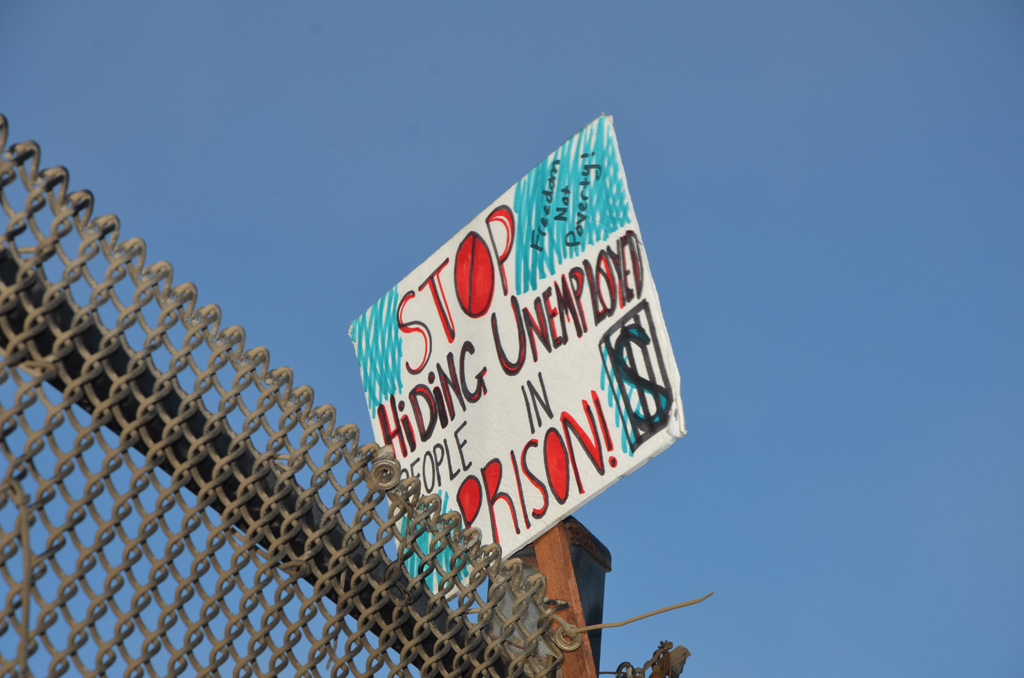 STOP
Freedom
Not
Poverty!
HiDiNG UNEMPLOYED
PEOPLE IN
PRISON!
$